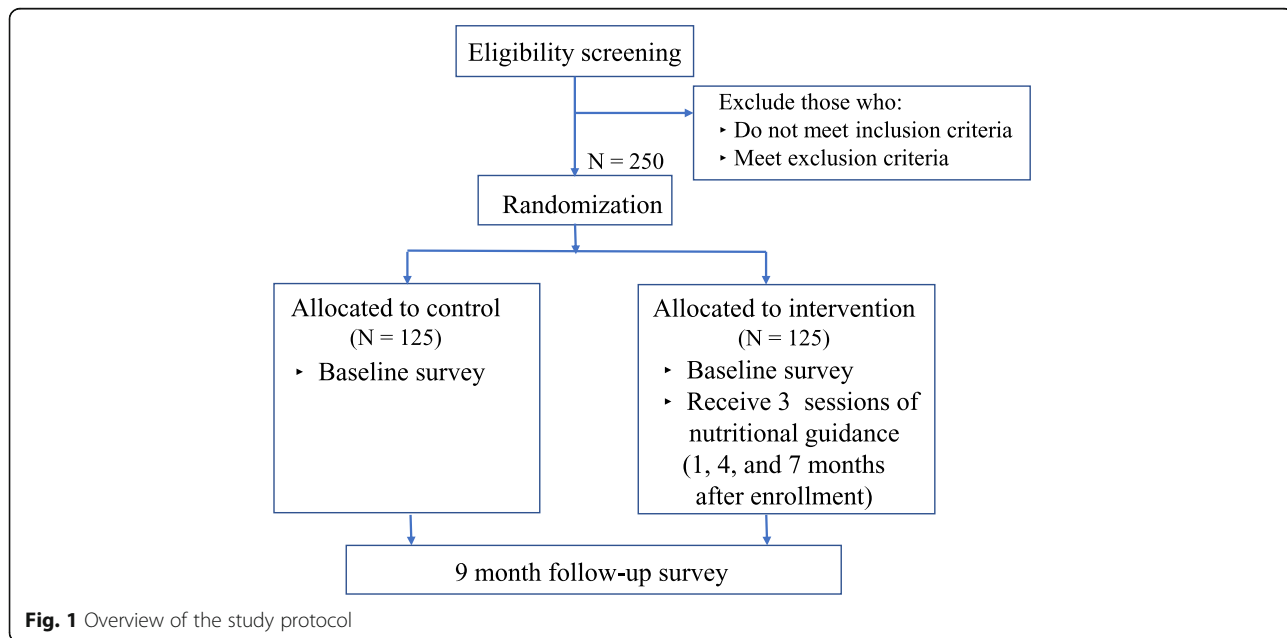 Eligibility screening
Exclude those who:
‣ Do not meet inclusion criteria
‣ Meet exclusion criteria
N = 250
Randomization
Allocated to control
(N = 125)
‣ Baseline survey
Allocated to intervention
(N = 125)
‣ Baseline survey
‣ Receive 3 sessions of
nutritional guidance
(1, 4, and 7 months
after enrollment)
9 month follow-up survey
Fig. 1 Overview of the study protocol